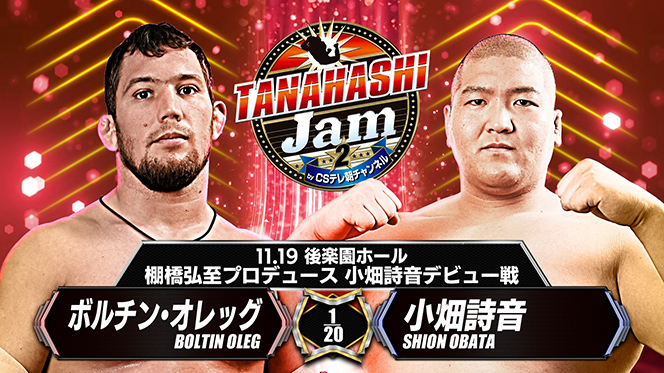 TANAHASHI
Jam
2
by CSテレ朝チャンネル
11.19 後楽園ホール
棚橋弘至プロデュース 小畑詩音デビュー戦
ボルチン・オレッグ
BOLTIN OLEG
1
20
小畑詩音
SHION OBATA